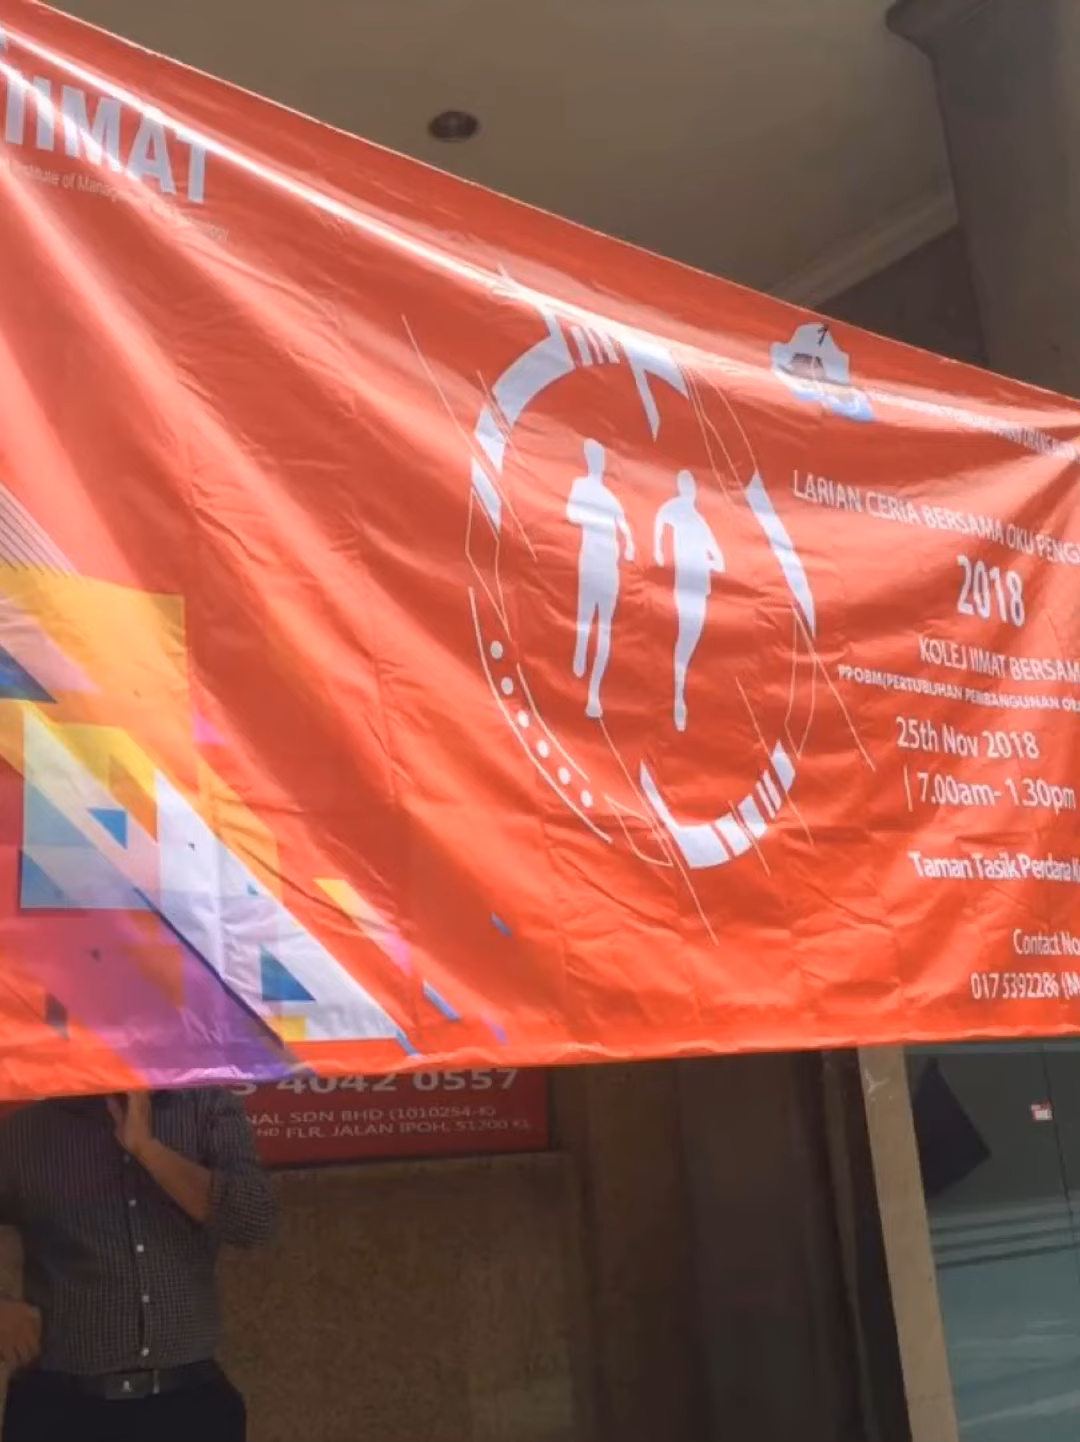 IIMAT
Institute of
LARIAN CERIA BERSAMA OKU PENG
2018
KOLEJ IIMAT BERSAM
PPOBM(PERTUBUHAN PEMBANGUNAN
25th Nov 2018
| 7.00am- 1.30pm
Taman Tasik Perdana
Contact No
017 5392286 (M
4042 0557
NAL SDN BHD (1010254-K)
ND FLR, JALAN IPOH, 51200 KL